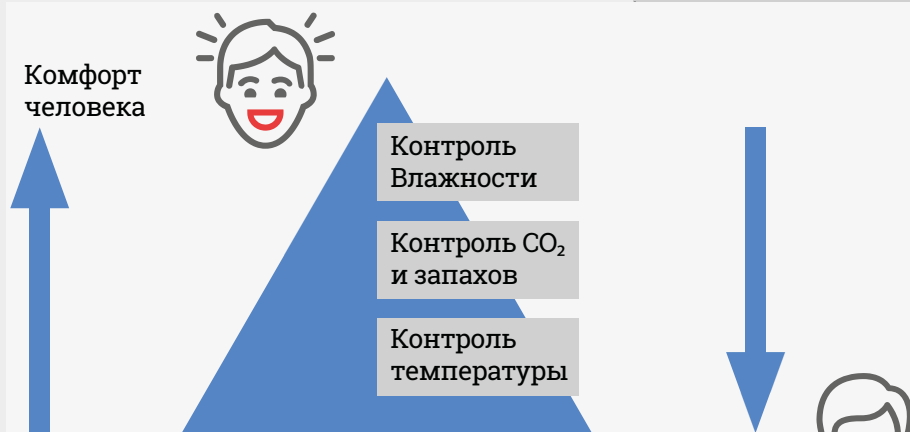 Комфорт
человека
Контроль
Влажности
Контроль CO₂
и запахов
Контроль
температуры